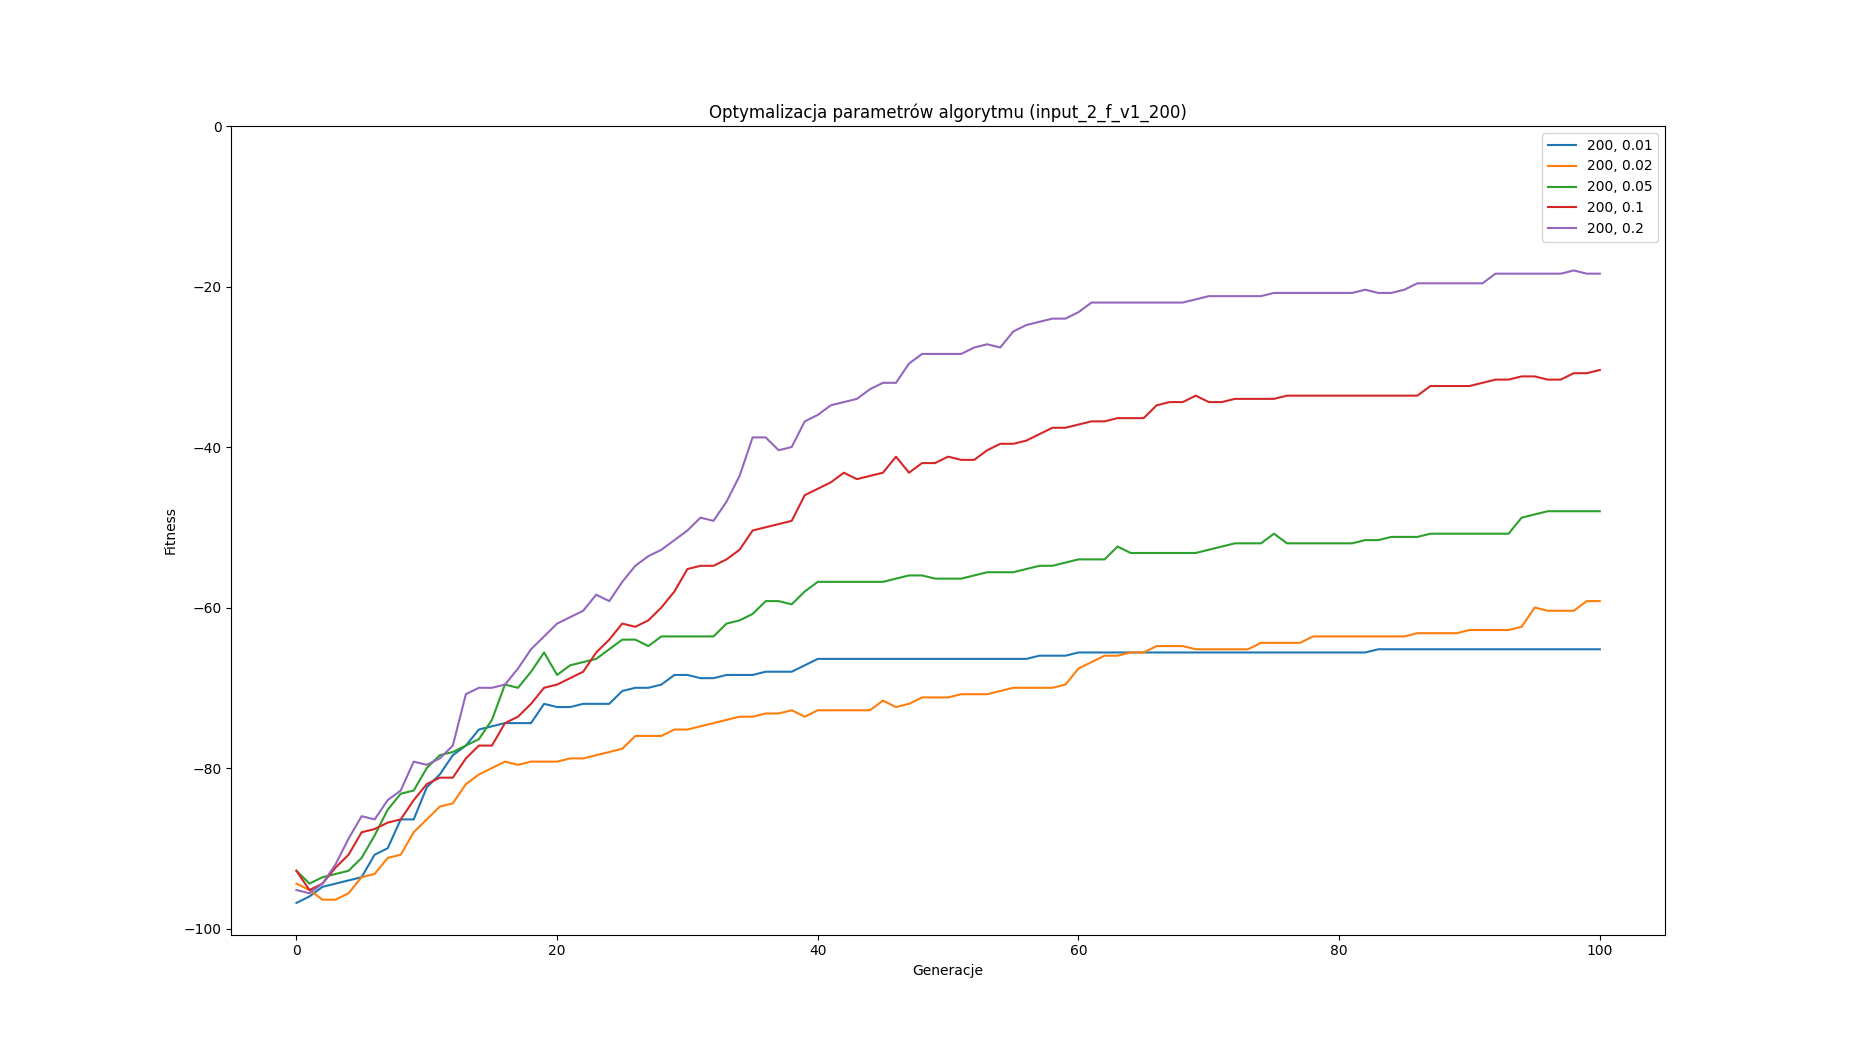 Optymalizacja parametrów algorytmu (input_2_f_v1_200)
0
−20
−40
−60
−80
−100
Fitness
200, 0.01
200, 0.02
200, 0.05
200, 0.1
200, 0.2
0 20 40 60 80 100
Generacje